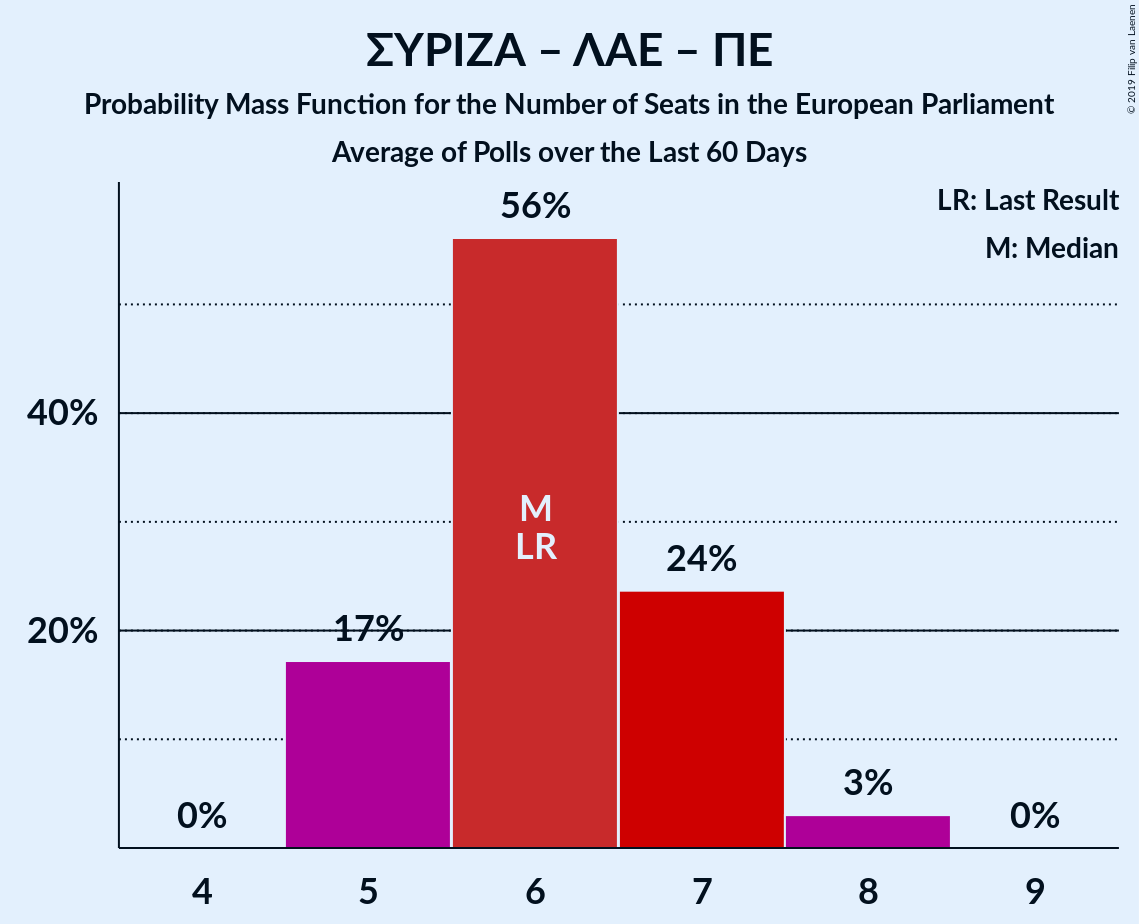 ΣΥΡΙΖΑ – ΛΑΕ – ΠΕ
Probability Mass Function for the Number of Seats in the European Parliament
Average of Polls over the Last 60 Days
© 2019 Filip van Laenen
LR: Last Result
M: Median
56%
40%
M
LR
24%
20%
17%
3%
0%
0%
4 5 6 7 8 9